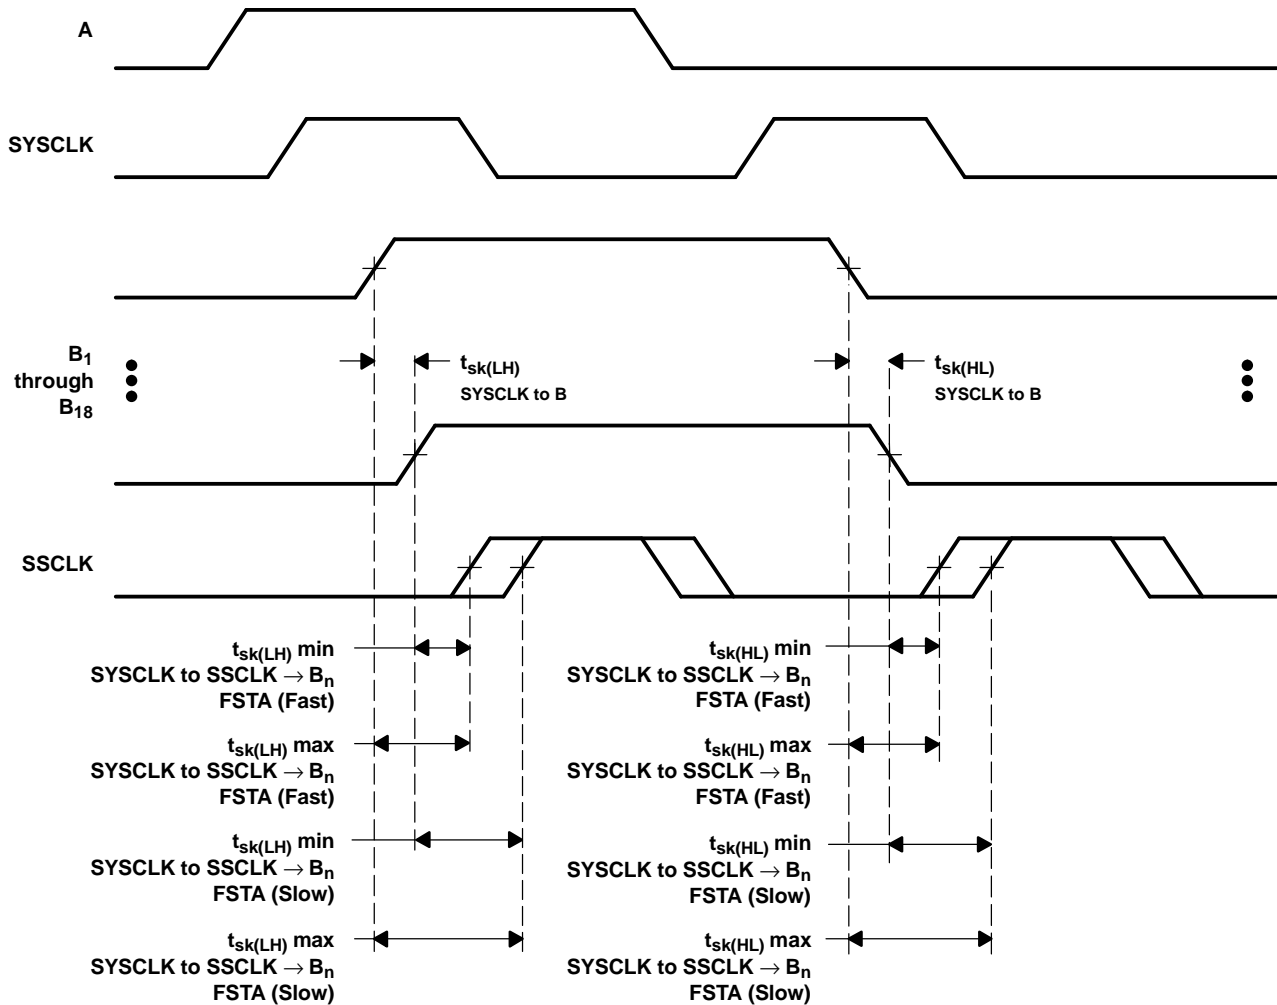 A
SYSCLK
B1
through
B18
tsk(LH)
SYSCLK to B
tsk(HL)
SYSCLK to B
SSCLK
tsk(LH) min
SYSCLK to SSCLK → Bn
FSTA (Fast)
tsk(HL) min
SYSCLK to SSCLK → Bn
FSTA (Fast)
tsk(LH) max
SYSCLK to SSCLK → Bn
FSTA (Fast)
tsk(HL) max
SYSCLK to SSCLK → Bn
FSTA (Fast)
tsk(LH) min
SYSCLK to SSCLK → Bn
FSTA (Slow)
tsk(HL) min
SYSCLK to SSCLK → Bn
FSTA (Slow)
tsk(LH) max
SYSCLK to SSCLK → Bn
FSTA (Slow)
tsk(HL) max
SYSCLK to SSCLK → Bn
FSTA (Slow)